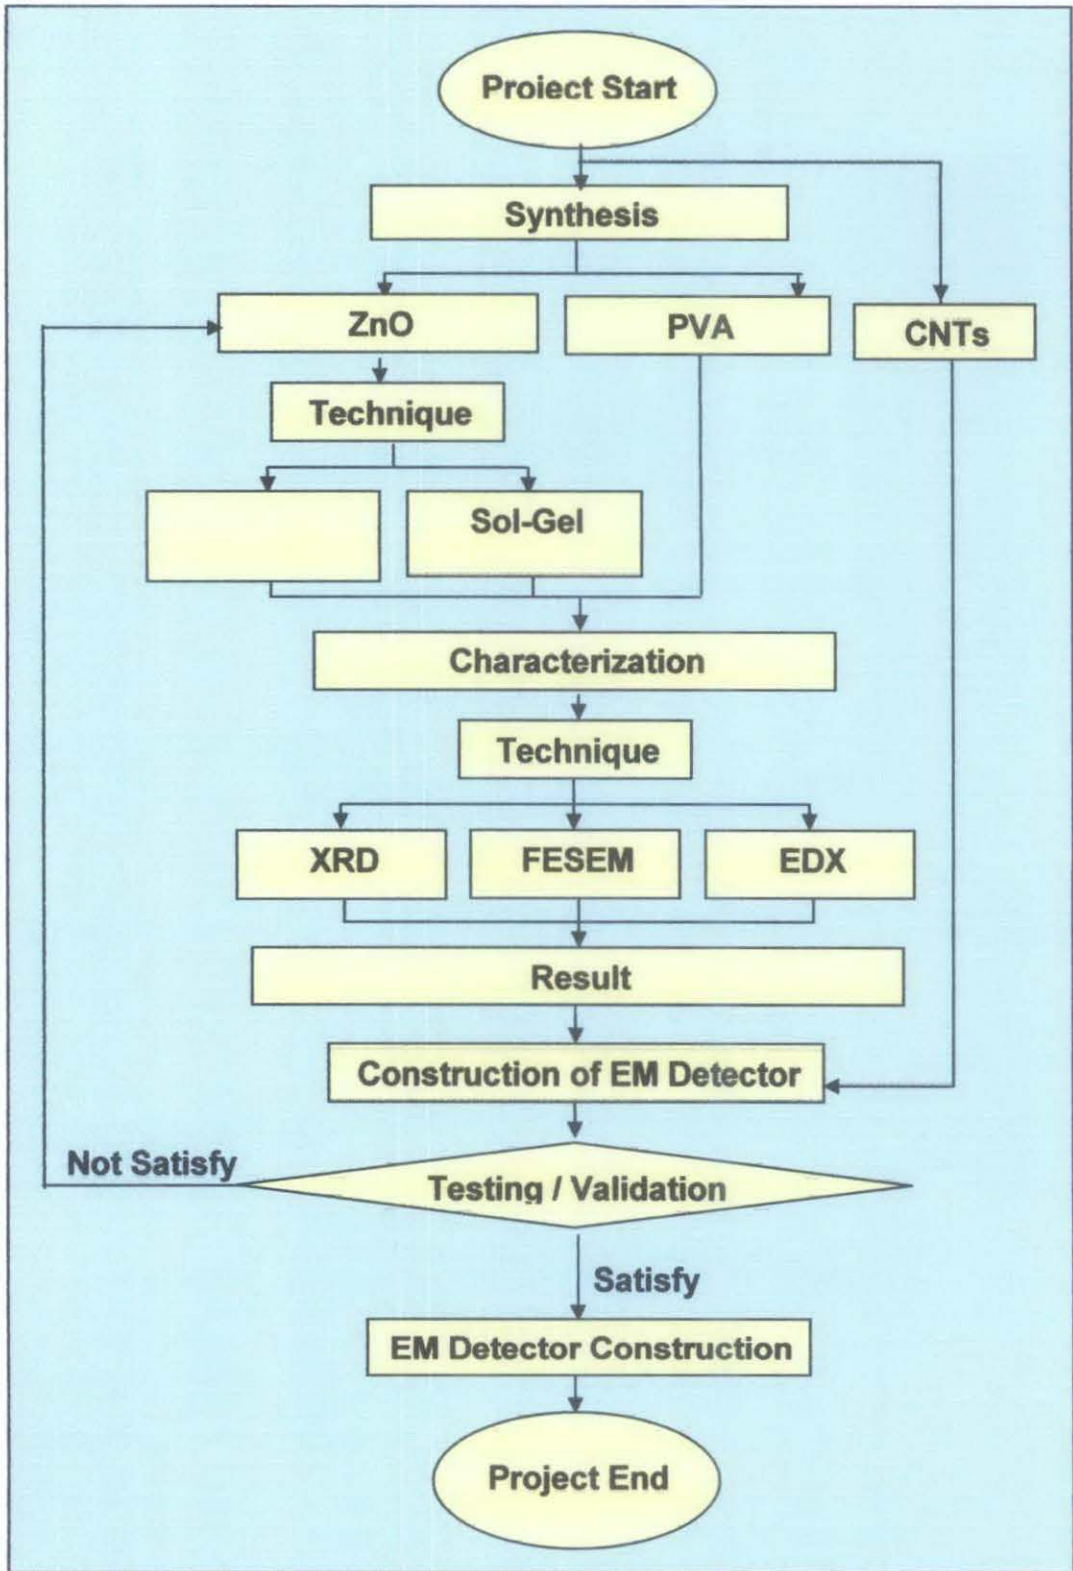 Project Start
Synthesis
ZnO
PVA
CNTs
Technique
Sol-Gel
Characterization
Technique
XRD
FESEM
EDX
Result
Construction of EM Detector
Not Satisfy
Testing / Validation
Satisfy
EM Detector Construction
Project End